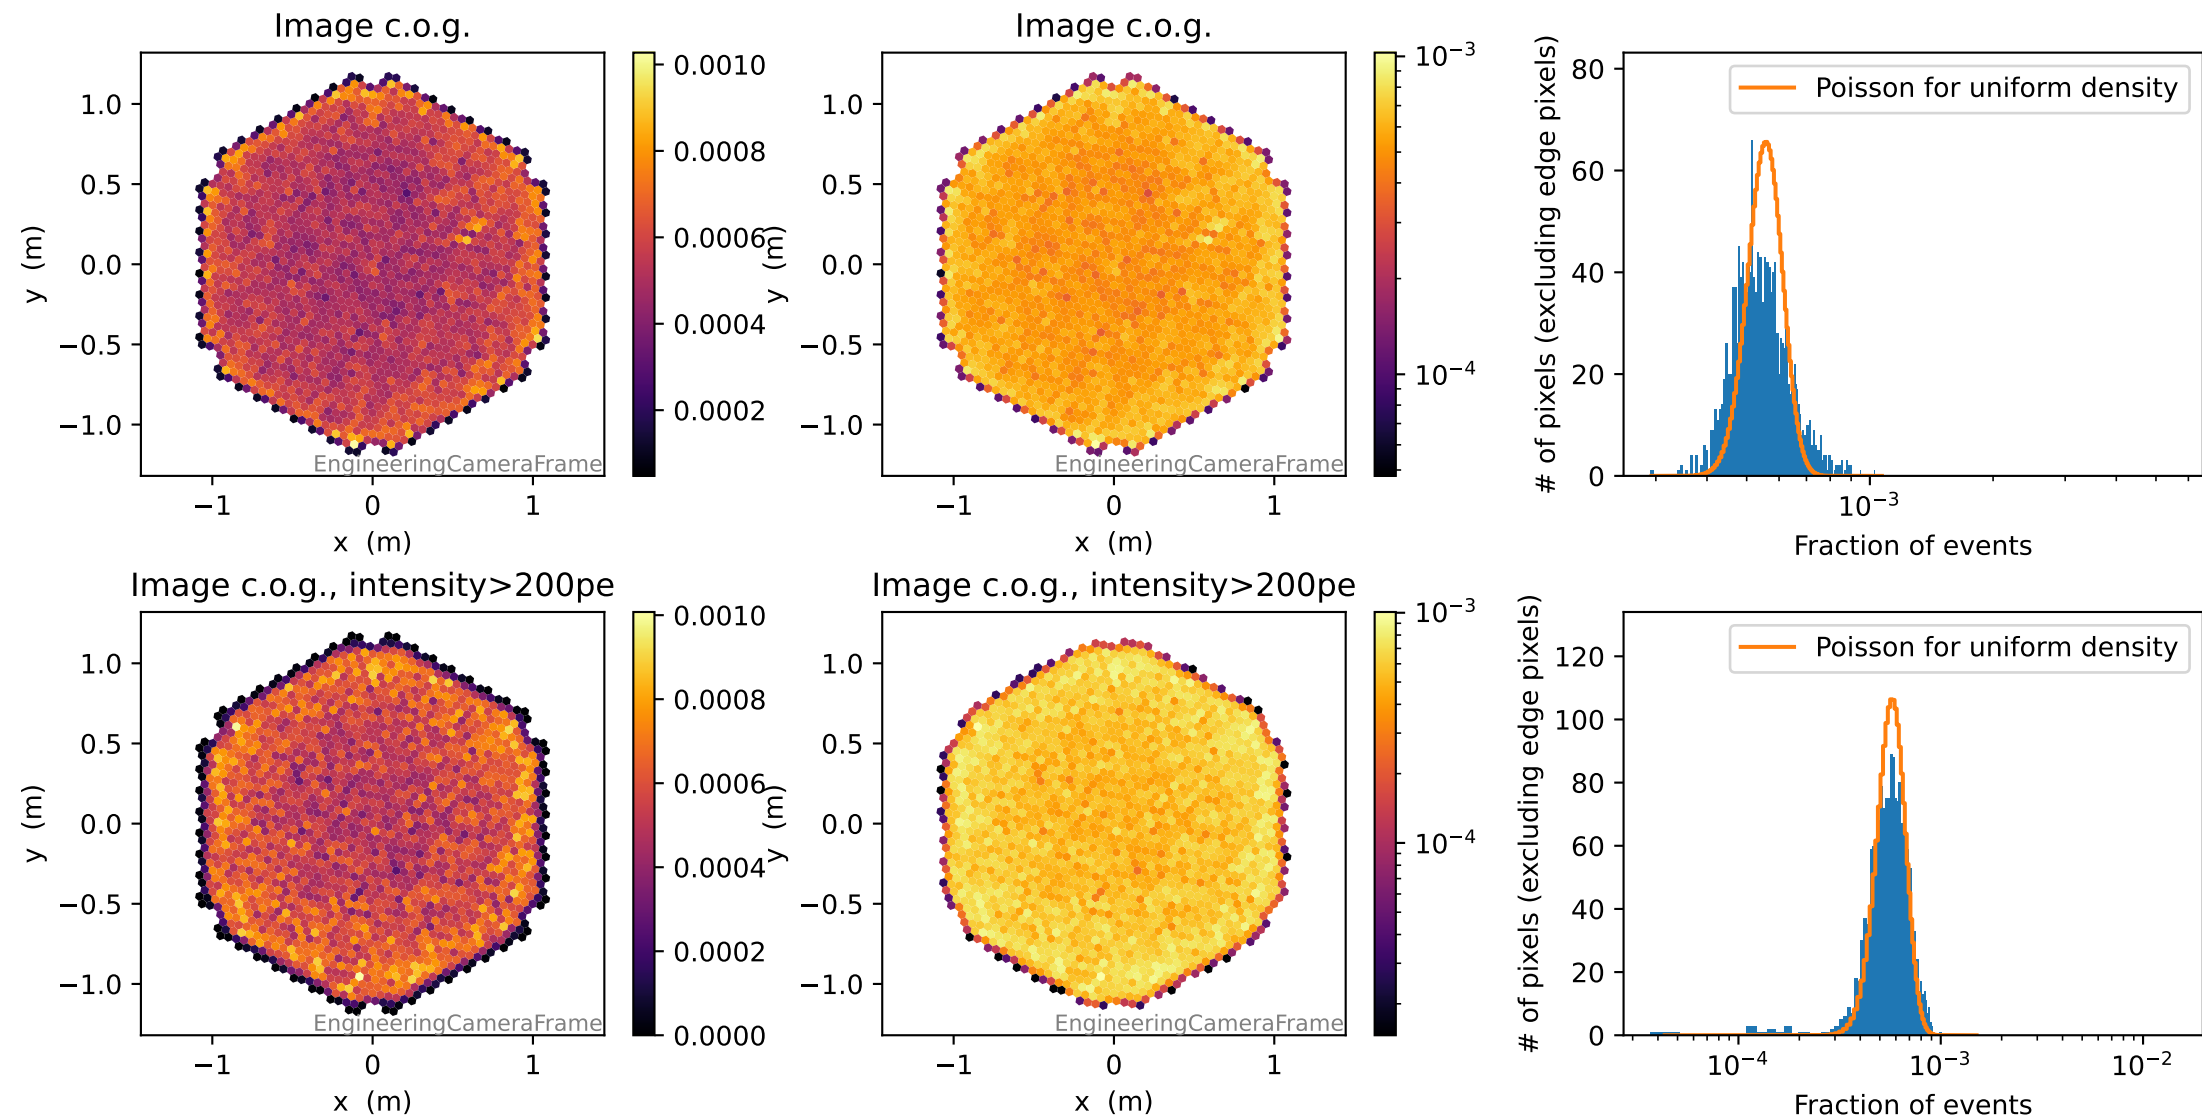 Image c.o.g.
y (m)
1.0
0.5
0.0
−0.5
−1.0
EngineeringCameraFrame
−1 0 1
x (m)
0.0010
0.0008
0.0006
0.0004
0.0002
Image c.o.g.
y (m)
1.0
0.5
0.0
−0.5
−1.0
EngineeringCameraFrame
−1 0 1
x (m)
10⁻³
10⁻⁴
# of pixels (excluding edge pixels)
80
60
40
20
0
Poisson for uniform density
10⁻³
Fraction of events
Image c.o.g., intensity>200pe
y (m)
1.0
0.5
0.0
−0.5
−1.0
EngineeringCameraFrame
−1 0 1
x (m)
0.0010
0.0008
0.0006
0.0004
0.0002
0.0000
Image c.o.g., intensity>200pe
y (m)
1.0
0.5
0.0
−0.5
−1.0
EngineeringCameraFrame
−1 0 1
x (m)
10⁻³
10⁻⁴
# of pixels (excluding edge pixels)
120
100
80
60
40
20
0
Poisson for uniform density
10⁻⁴ 10⁻³ 10⁻²
Fraction of events